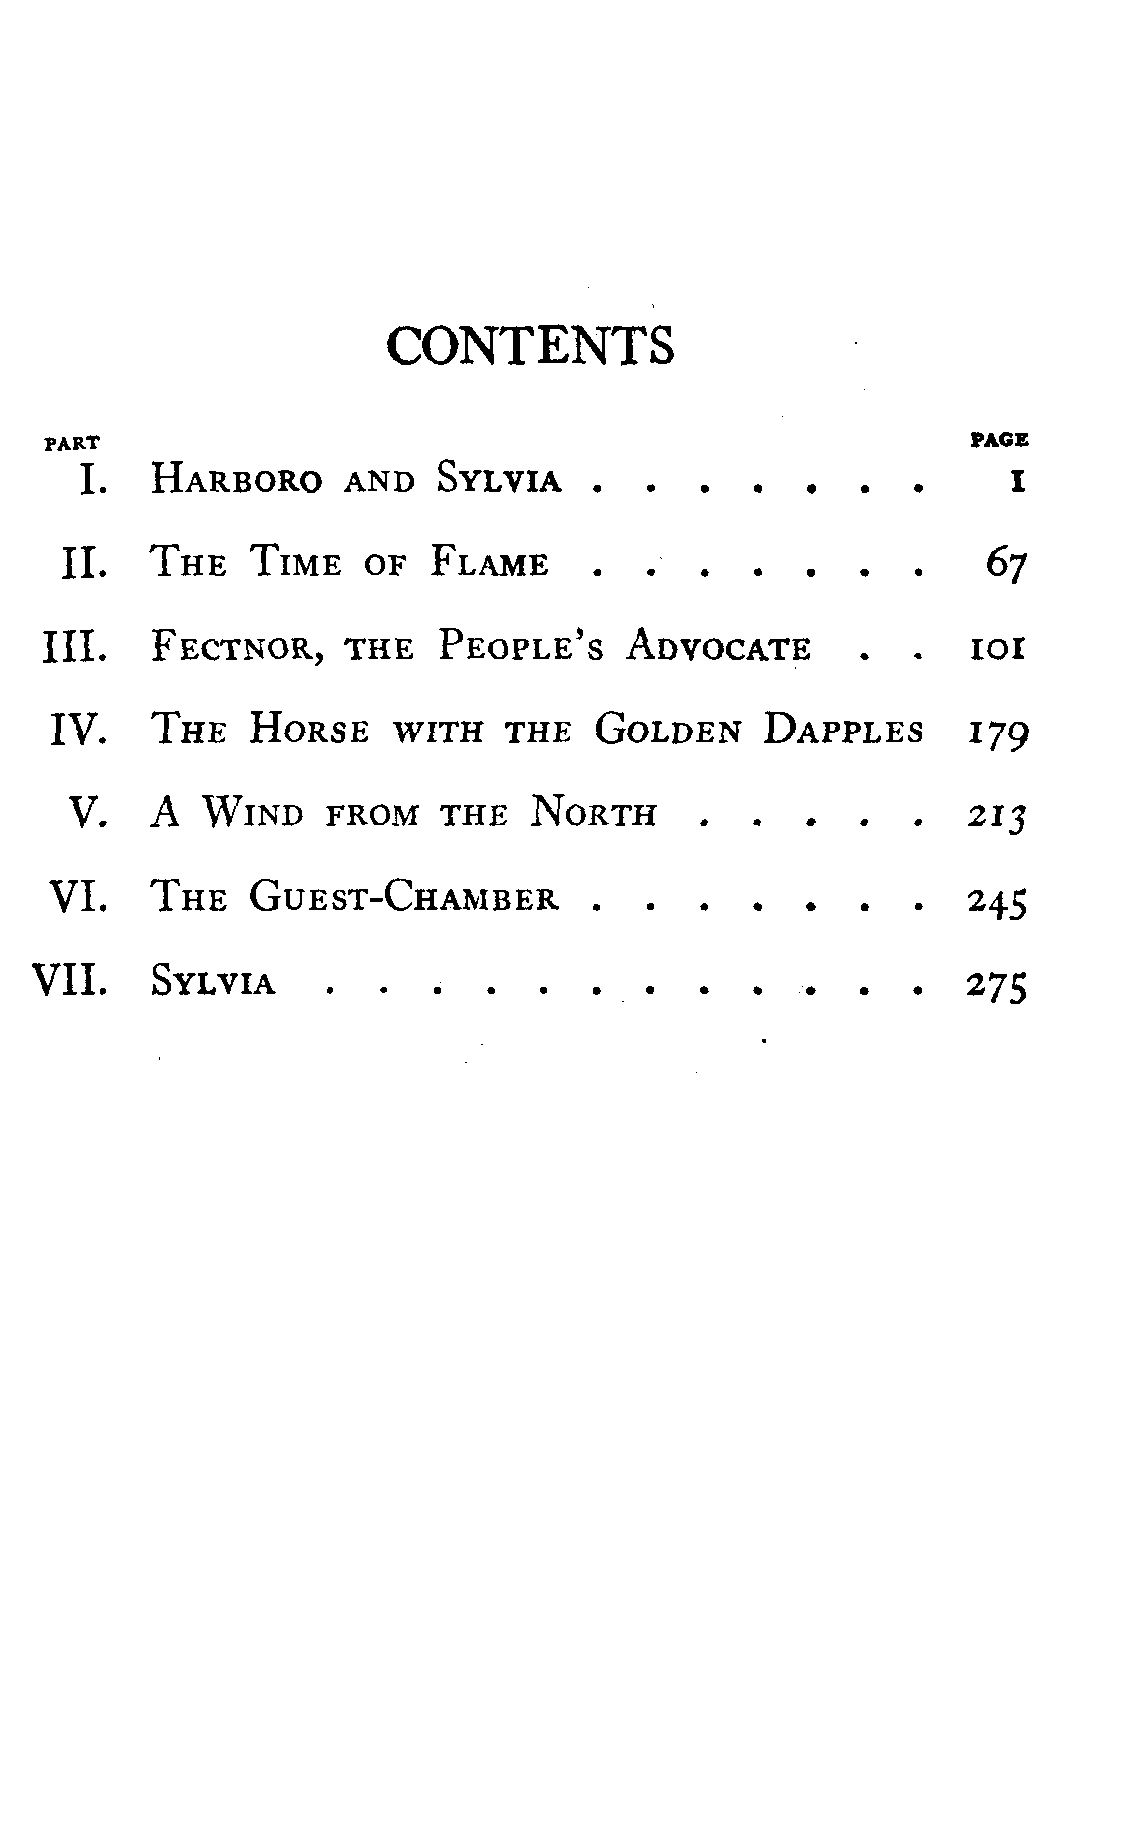 CONTENTS
PART PAGE
I. Harboro and Sylvia . . . . . . . 1
II. The Time of Flame . . . . . . . 67
III. Fectnor, the People's Advocate . . 101
IV. The Horse with the Golden Dapples 179
V. A Wind from the North . . . . . 213
VI. The Guest-Chamber . . . . . . . 245
VII. Sylvia . . . . . . . . . . . . 275